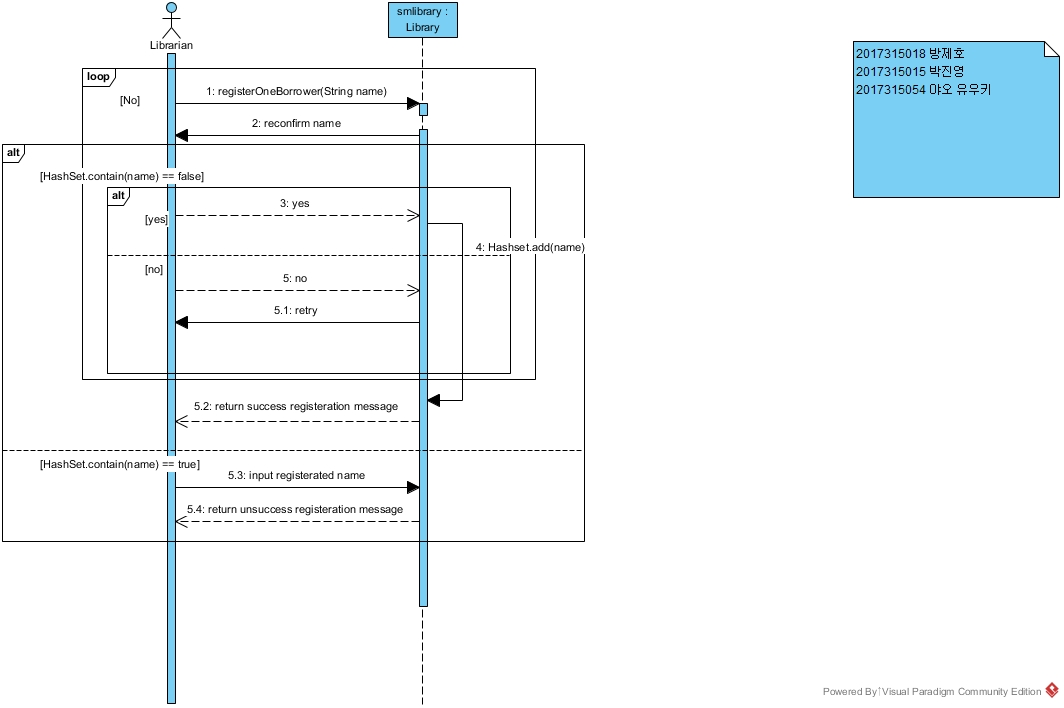 smlibrary :
Library
Librarian
2017315018 방제호
2017315015 박진영
2017315054 야오 유우키
loop
[No]
1: registerOneBorrower(String name)
2: reconfirm name
alt
[HashSet.contain(name) == false]
alt
3: yes
[yes]
4: Hashset.add(name)
[no]
5: no
5.1: retry
5.2: return success registeration message
[HashSet.contain(name) == true]
5.3: input registerated name
5.4: return unsuccess registeration message
Powered By Visual Paradigm Community Edition